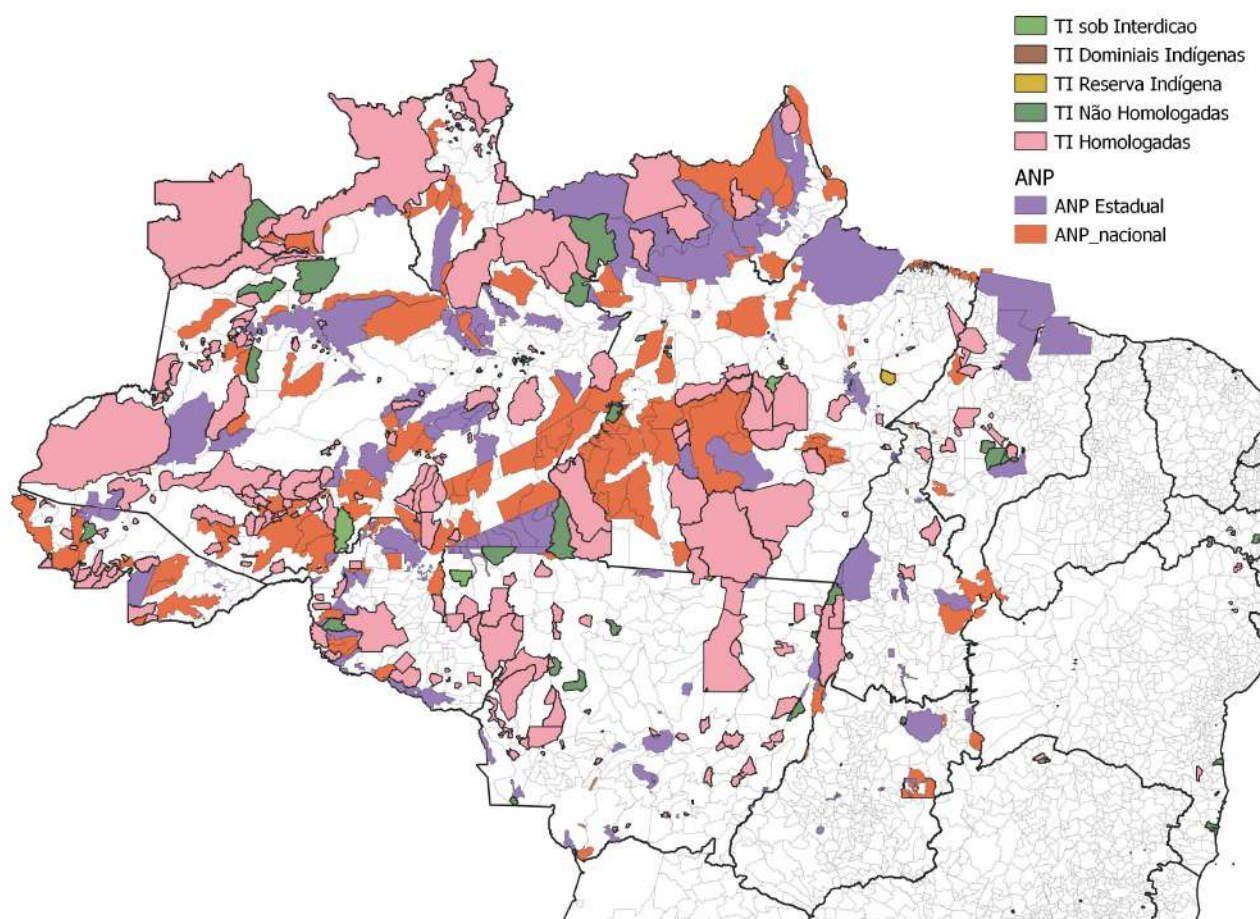 TI sob Interdicao
TI Dominiais Indígenas
TI Reserva Indígena
TI Não Homologadas
TI Homologadas
ANP
ANP Estadual
ANP_nacional